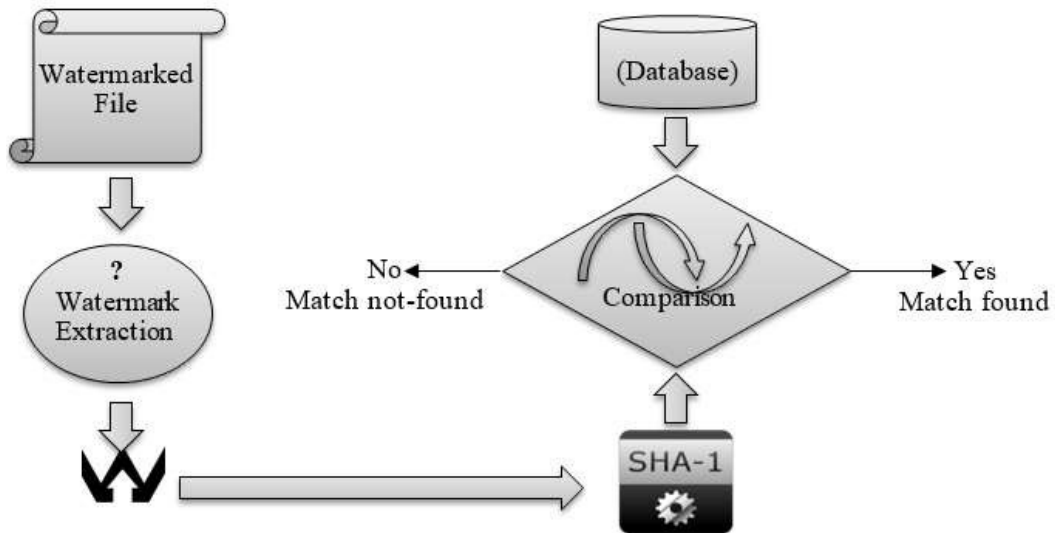 Watermarked
File
?
Watermark
Extraction
W
SHA-1
(Database)
Comparison
No
Match not-found
Yes
Match found